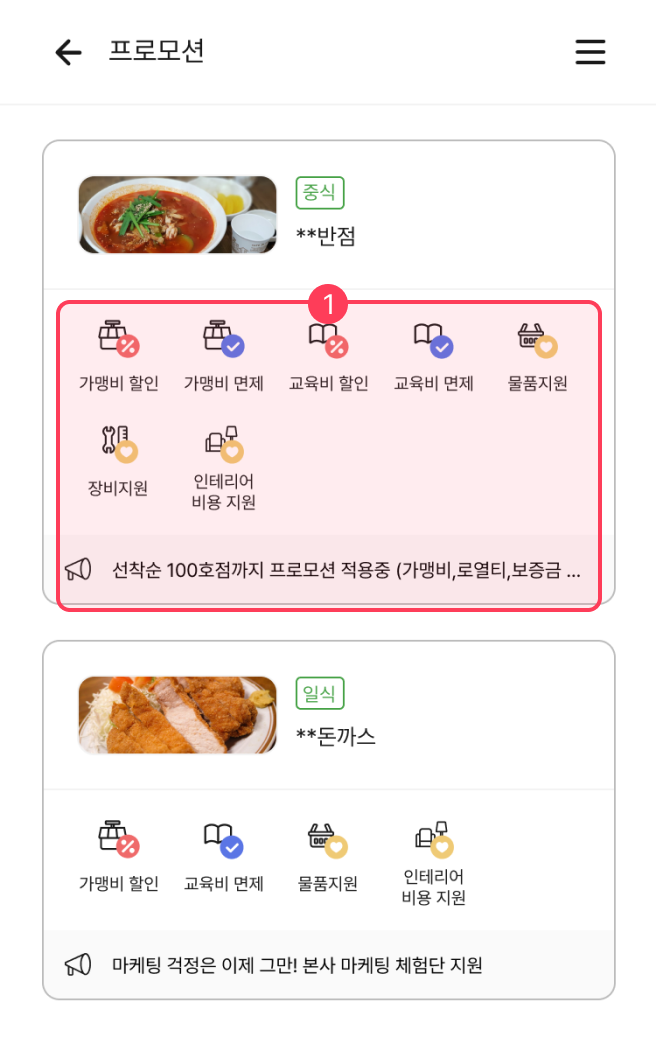 프로모션
중식
**반점
1
가맹비 할인
가맹비 면제
교육비 할인
교육비 면제
물품지원
장비지원
인테리어
비용 지원
선착순 100호점까지 프로모션 적용중 (가맹비,로열티,보증금 ...
일식
**돈까스
가맹비 할인
교육비 면제
물품지원
인테리어
비용 지원
마케팅 걱정은 이제 그만! 본사 마케팅 체험단 지원